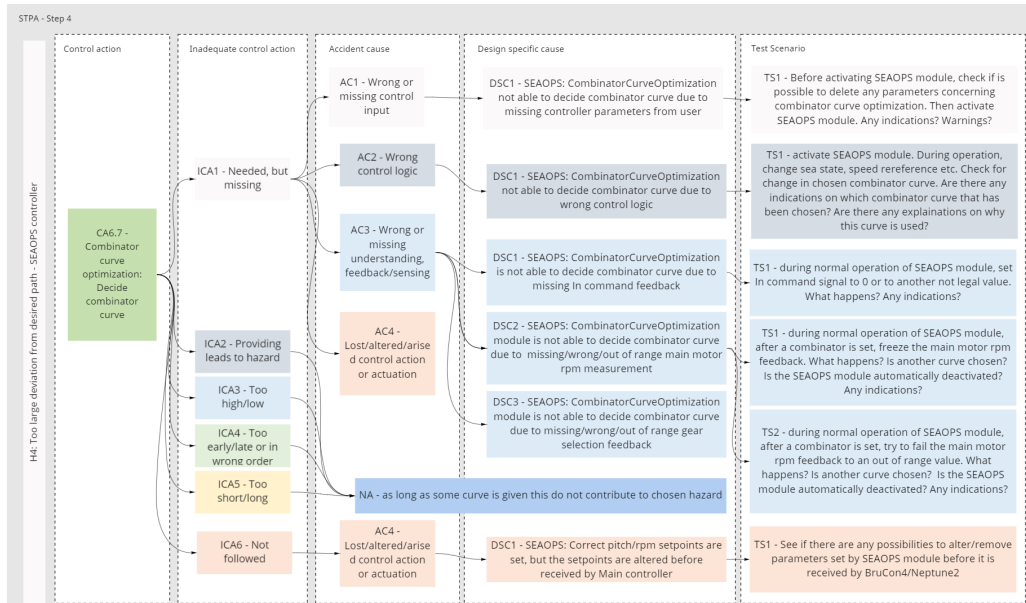 STPA - Step 4
H4: Too large deviation from desired path - SEAOPS controller
Control action
CA6.7 -
Combinator
curve
optimization:
Decide
combinator
curve
Inadequate control action
ICA1 - Needed, but
missing
ICA2 - Providing
leads to hazard
ICA3 - Too
high/low
ICA4 - Too
early/late or in
wrong order
ICA5 - Too
short/long
ICA6 - Not
followed
Accident cause
AC1 - Wrong or
missing control
input
AC2 - Wrong
control logic
AC3 - Wrong or
missing
understanding,
feedback/sensing
AC4 -
Lost/altered/arise
d control action
or actuation
NA - as long as some curve is given this do not contribute to chosen hazard
AC4 -
Lost/altered/arise
d control action
or actuation
Design specific cause
DSC1 - SEAOPS: CombinatorCurveOptimization
not able to decide combinator curve due to
missing controller parameters from user
DSC1 - SEAOPS: CombinatorCurveOptimization
not able to decide combinator curve due to
wrong control logic
DSC1 - SEAOPS: CombinatorCurveOptimization
is not able to decide combinator curve due to
missing In command feedback
DSC2 - SEAOPS: CombinatorCurveOptimization
module is not able to decide combinator curve
due to missing/wrong/out of range main motor
rpm measurement
DSC3 - SEAOPS: CombinatorCurveOptimization
module is not able to decide combinator curve
due to missing/wrong/out of range gear
selection feedback
DSC1 - SEAOPS: Correct pitch/rpm setpoints are
set, but the setpoints are altered before
received by Main controller
Test Scenario
TS1 - Before activating SEAOPS module, check if is
possible to delete any parameters concerning
combinator curve optimization. Then activate
SEAOPS module. Any indications? Warnings?
TS1 - activate SEAOPS module. During operation,
change sea state, speed rereference etc. Check for
change in chosen combinator curve. Are there any
indications on which combinator curve that has
been chosen? Are there any explainations on why
this curve is used?
TS1 - during normal operation of SEAOPS module, set
In command signal to 0 or to another not legal value.
What happens? Any indications?
TS1 - during normal operation of SEAOPS module,
after a combinator is set, freeze the main motor rpm
feedback. What happens? Is another curve chosen?
Is the SEAOPS module automatically deactivated?
Any indications?
TS2 - during normal operation of SEAOPS module,
after a combinator is set, try to fail the main motor
rpm feedback to an out of range value. What
happens? Is another curve chosen? Is the SEAOPS
module automatically deactivated? Any indications?
TS1 - See if there are any possibilities to alter/remove
parameters set by SEAOPS module before it is
received by BruCon4/Neptune2